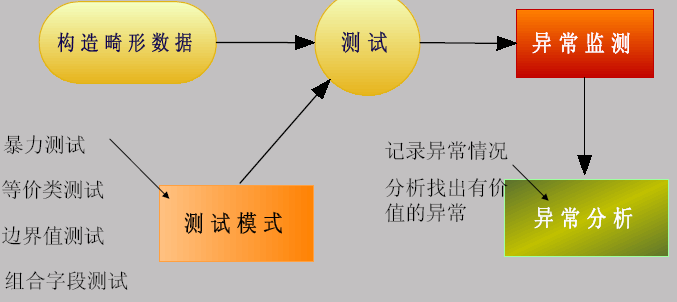 构造畸形数据
测试
异常监测
暴力测试
等价类测试
边界值测试
组合字段测试
测试模式
记录异常情况
分析找出有价
值的异常
异常分析